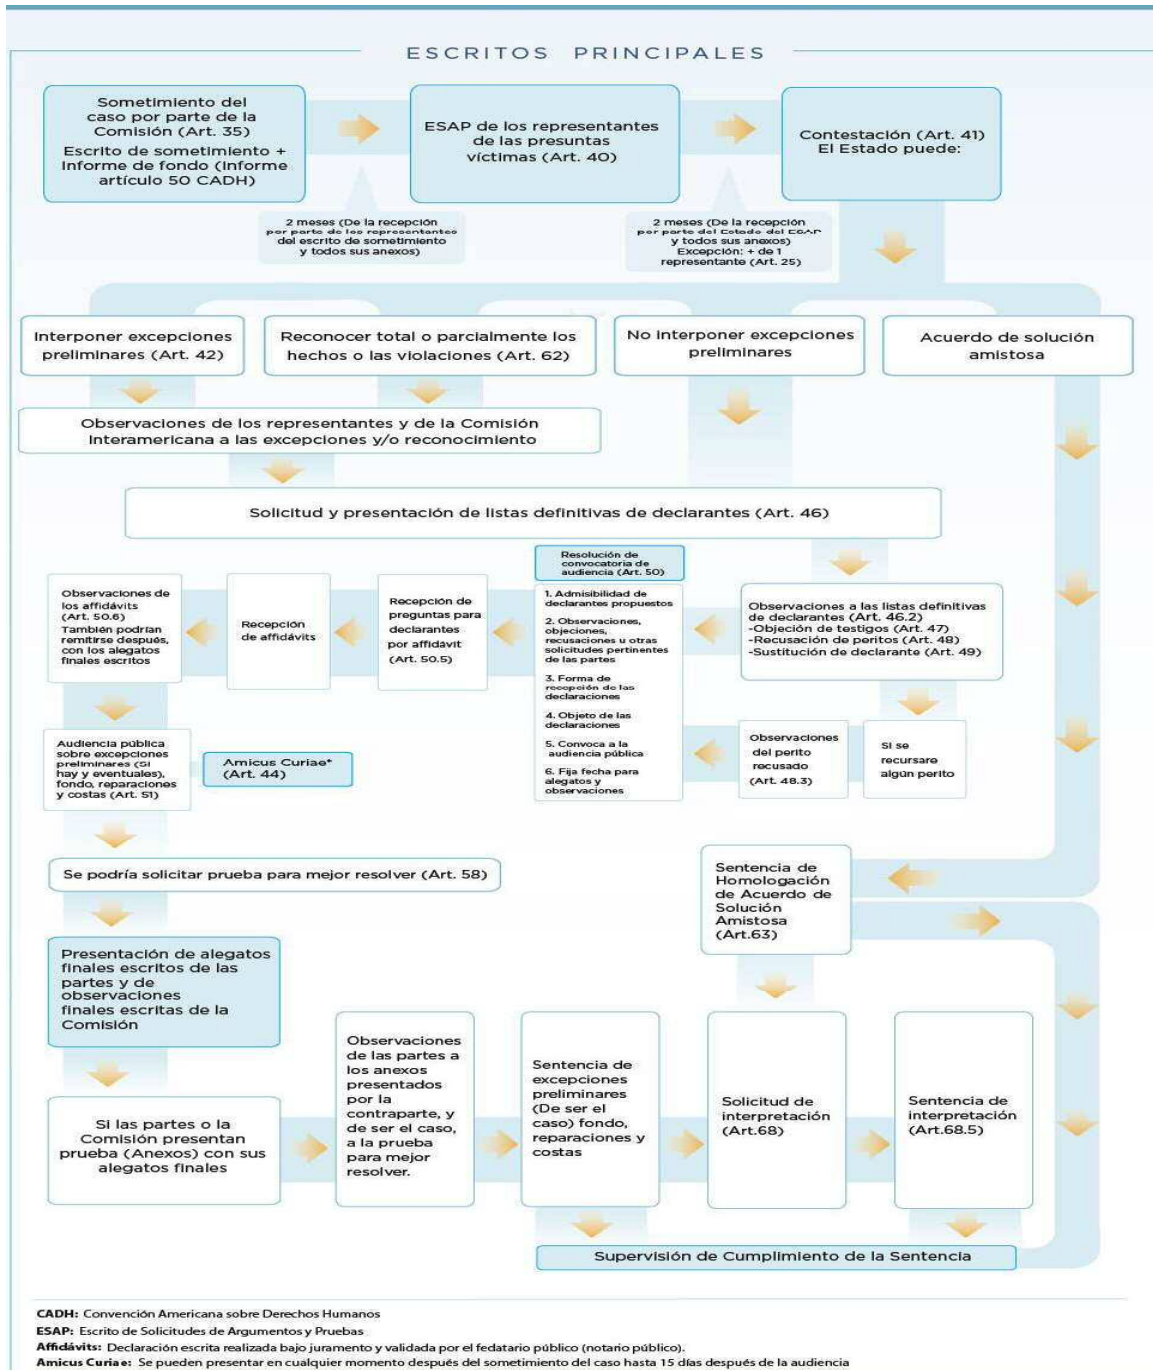 ESCRITOS PRINCIPALES
Sometimiento del
caso por parte de la
Comisión (Art. 35)
Escrito de sometimiento +
Informe de fondo (Informe
artículo 50 CADH)
ESAP de los representantes
de las presuntas
víctimas (Art. 40)
Contestación (Art. 41)
El Estado puede:
2 meses (De la recepción
por parte de los representantes
del escrito de sometimiento
y todos sus anexos)
2 meses (De la recepción
por parte del Estado del ESAP
y todos sus anexos)
Excepción: + de 1
representante (Art. 25)
Interponer excepciones
preliminares (Art. 42)
Reconocer total o parcialmente los
hechos o las violaciones (Art. 62)
No interponer excepciones
preliminares
Acuerdo de solución
amistosa
Observaciones de los representantes y de la Comisión
Interamericana a las excepciones y/o reconocimiento
Solicitud y presentación de listas definitivas de declarantes (Art. 46)
Observaciones a las listas definitivas
de declarantes (Art. 46.2)
-Objeción de testigos (Art. 47)
-Recusación de peritos (Art. 48)
-Sustitución de declarante (Art. 49)
Si se
recursare
algún perito
Observaciones
del perito
recusado
(Art. 48.3)
Resolución de
convocatoria de
audiencia (Art. 50)
1. Admisibilidad de
declarantes propuestos
2. Observaciones,
objeciones,
recusaciones u otras
solicitudes pertinentes
de las partes
3. Forma de
recepción de las
declaraciones
4. Objeto de las
declaraciones
5. Convoca a la
audiencia pública
6. Fija fecha para
alegatos y
observaciones
Recepción de
preguntas para
declarantes
por affidávit
(Art. 50.5)
Recepción
de affidávits
Observaciones de
los affidávits
(Art. 50.6)
También podrían
remitirse después,
con los alegatos
finales escritos
Audiencia pública
sobre excepciones
preliminares (Si
hay y eventuales),
fondo, reparaciones
y costas (Art. 51)
Amicus Curiae*
(Art. 44)
Se podría solicitar prueba para mejor resolver (Art. 58)
Sentencia de
Homologación
de Acuerdo de
Solución
Amistosa
(Art.63)
Presentación de alegatos
finales escritos de las
partes y de
observaciones
finales escritas de la
Comisión
Si las partes o la
Comisión presentan
prueba (Anexos) con sus
alegatos finales
Observaciones
de las partes a
los anexos
presentados
por la
contraparte, y
de ser el caso,
a la prueba
para mejor
resolver.
Sentencia de
excepciones
preliminares
(De ser el
caso) fondo,
reparaciones y
costas
Solicitud de
interpretación
(Art.68)
Sentencia de
interpretación
(Art.68.5)
Supervisión de Cumplimiento de la Sentencia
CADH: Convención Americana sobre Derechos Humanos
ESAP: Escrito de Solicitudes de Argumentos y Pruebas
Affidávits: Declaración escrita realizada bajo juramento y validada por el fedatario público (notario público).
Amicus Curiae: Se pueden presentar en cualquier momento después del sometimiento del caso hasta 15 días después de la audiencia